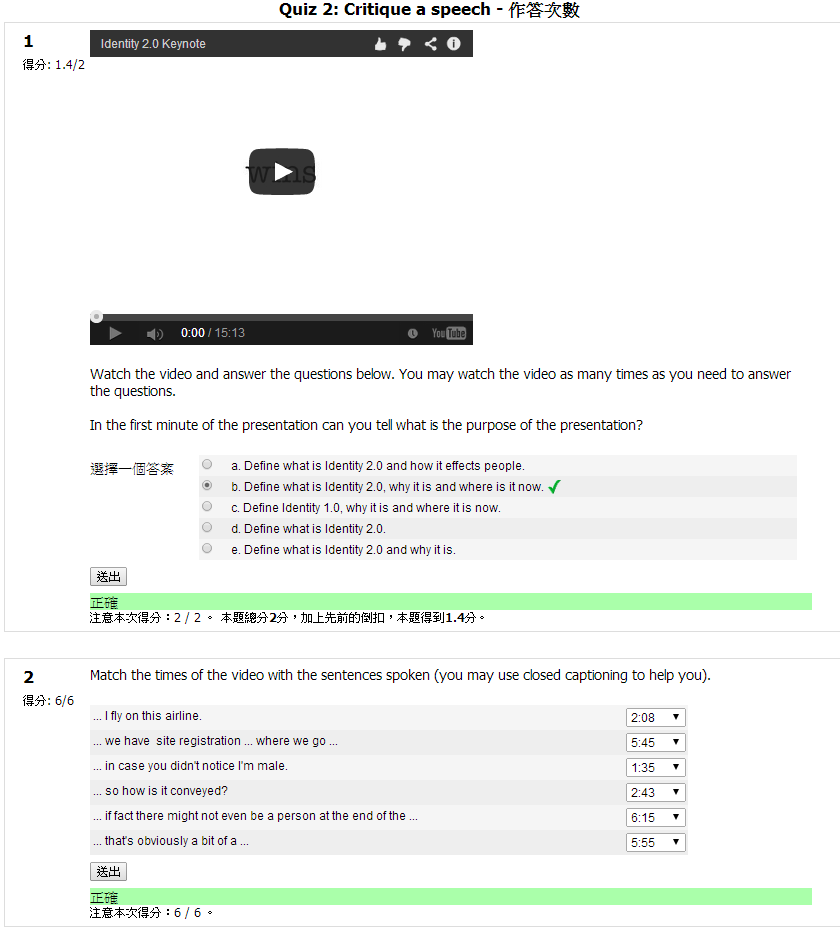 Quiz 2: Critique a speech - 作答次數
1
得分: 1.4/2
Identity 2.0 Keynote
wins
0:00 / 15:13
YouTube
Watch the video and answer the questions below. You may watch the video as many times as you need to answer
the questions.
In the first minute of the presentation can you tell what is the purpose of the presentation?
選擇一個答案
a. Define what is Identity 2.0 and how it effects people.
b. Define what is Identity 2.0, why it is and where is it now.
c. Define Identity 1.0, why it is and where it is now.
d. Define what is Identity 2.0.
e. Define what is Identity 2.0 and why it is.
送出
正確
注意本次得分：2 / 2 。 本題總分2分，加上先前的倒扣，本題得到1.4分。
2
得分: 6/6
Match the times of the video with the sentences spoken (you may use closed captioning to help you).
... I fly on this airline. 2:08
... we have site registration ... where we go ... 5:45
... in case you didn't notice I'm male. 1:35
... so how is it conveyed? 2:43
... if fact there might not even be a person at the end of the ... 6:15
... that's obviously a bit of a ... 5:55
送出
正確
注意本次得分：6 / 6 。